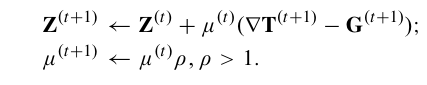 Z^(t+1) ← Z^(t) + μ^(t)(∇T^(t+1) − G^(t+1));
μ^(t+1) ← μ^(t)ρ, ρ > 1.